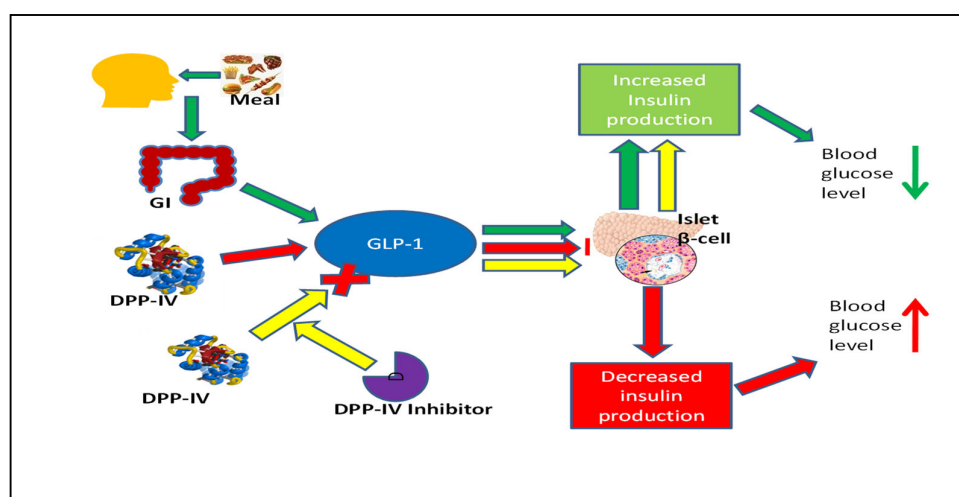 Meal
GI
DPP-IV
DPP-IV
D
DPP-IV Inhibitor
GLP-1
Islet
β-cell
Increased
Insulin
production
Decreased
insulin
production
Blood
glucose
level
Blood
glucose
level